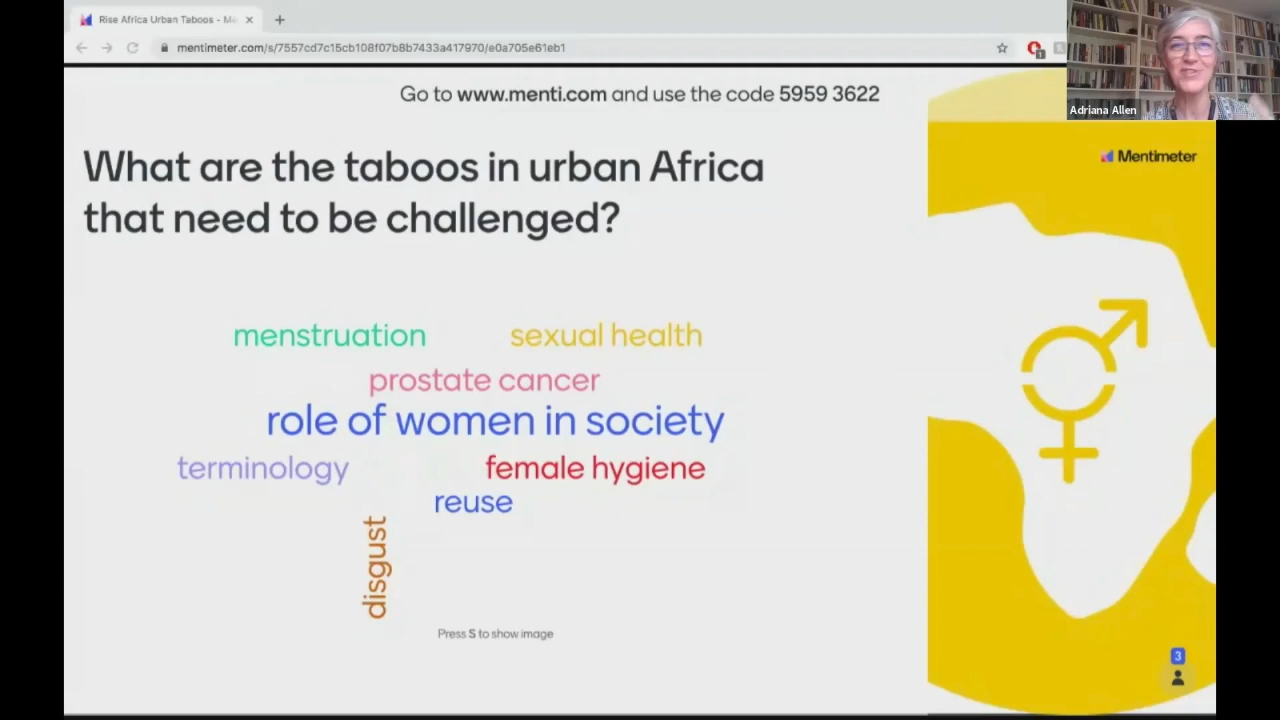 Rise Africa Urban Taboos - Me
mentimeter.com/s/7557cd7c15cb108f07b8b7433a417970/e0a705e61eb1
Adriana Allen
Go to www.menti.com and use the code 5959 3622
Mentimeter
What are the taboos in urban Africa
that need to be challenged?
menstruation
sexual health
prostate cancer
role of women in society
terminology
female hygiene
reuse
disgust
Press S to show image
3